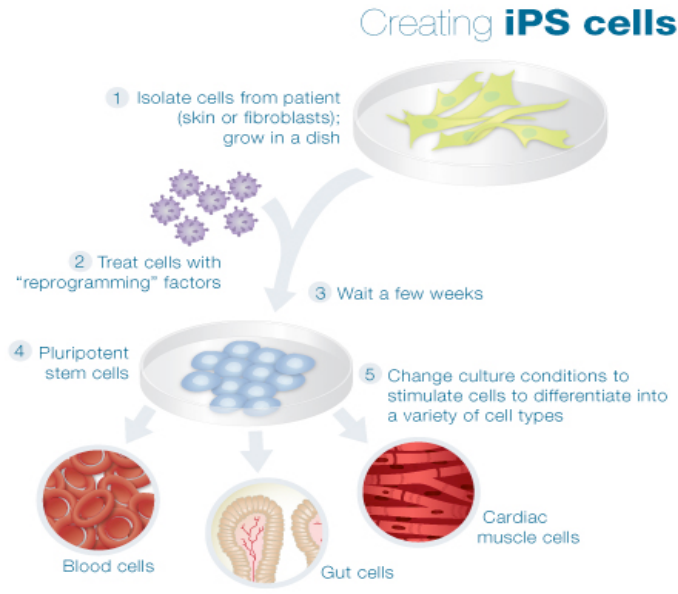 Creating iPS cells
1 Isolate cells from patient
(skin or fibroblasts);
grow in a dish
2 Treat cells with
“reprogramming” factors
3 Wait a few weeks
4 Pluripotent
stem cells
5 Change culture conditions to
stimulate cells to differentiate into
a variety of cell types
Blood cells
Gut cells
Cardiac
muscle cells